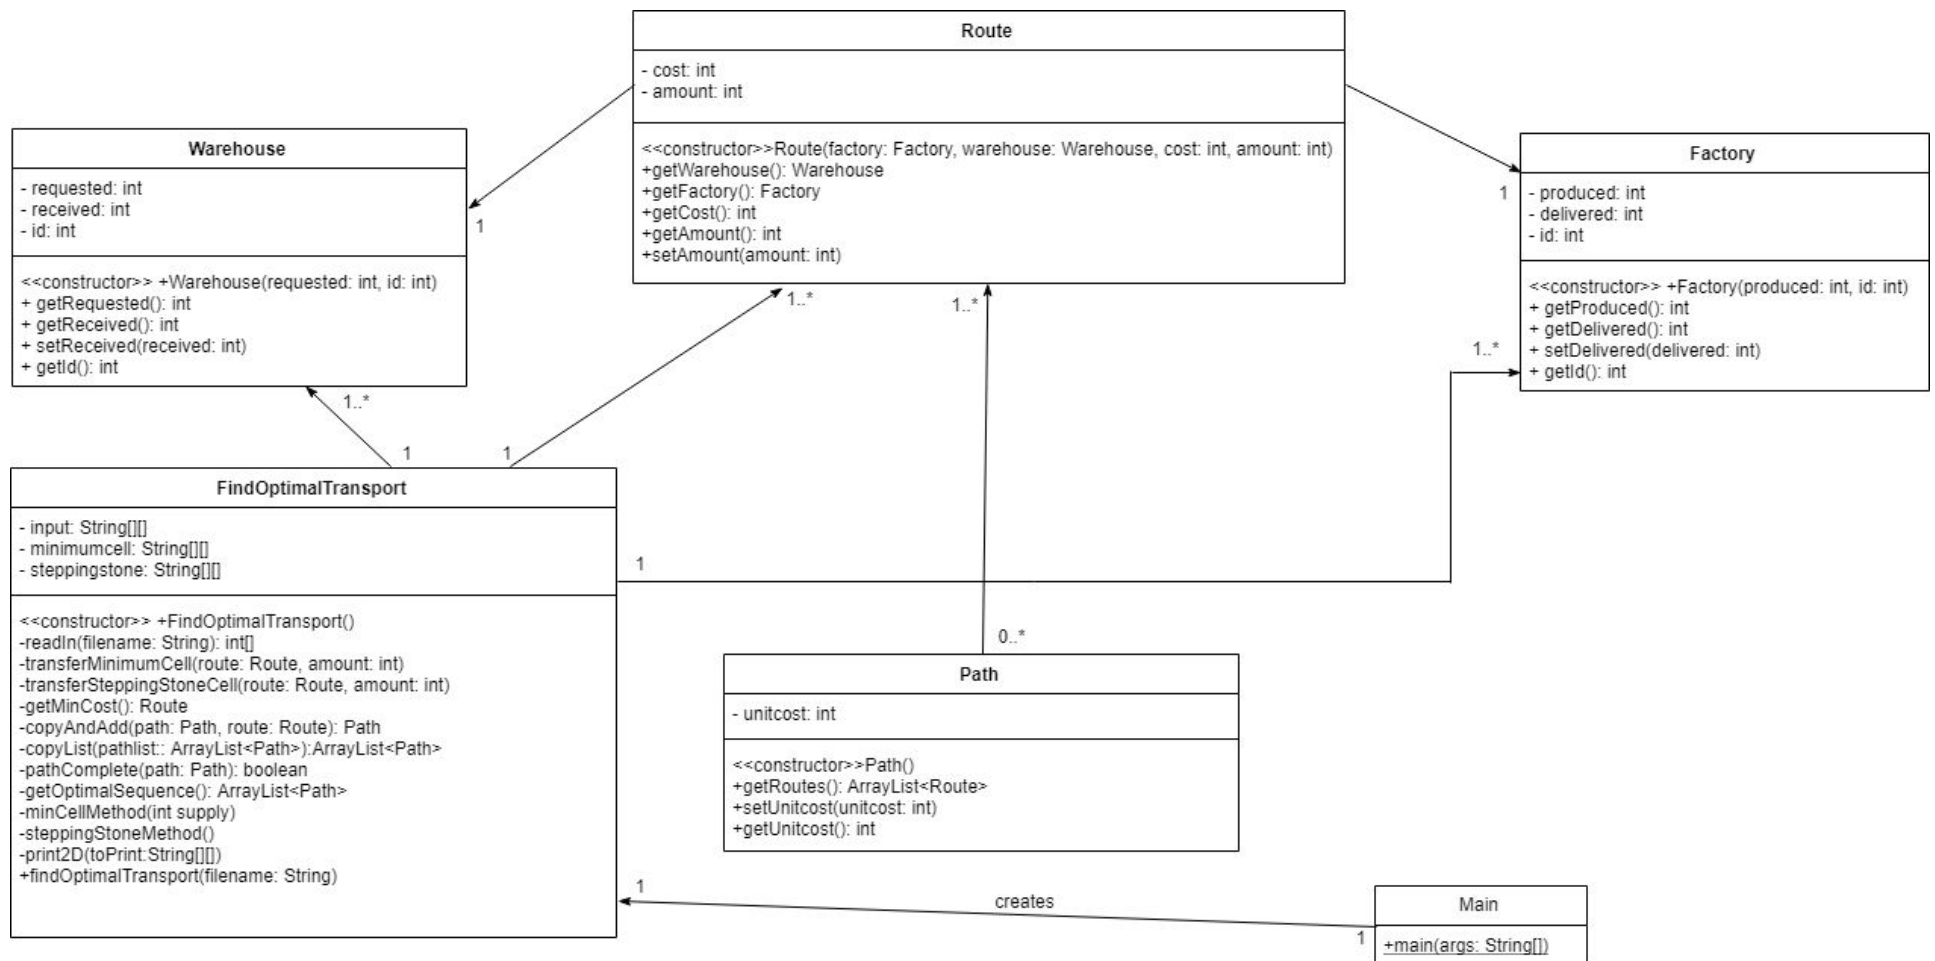 Route
- cost: int
- amount: int
<<constructor>>Route(factory: Factory, warehouse: Warehouse, cost: int, amount: int)
+getWarehouse(): Warehouse
+getFactory(): Factory
+getCost(): int
+getAmount(): int
+setAmount(amount: int)
Warehouse
- requested: int
- received: int
- id: int
<<constructor>> +Warehouse(requested: int, id: int)
+ getRequested(): int
+ getReceived(): int
+ setReceived(received: int)
+ getId(): int
1
Factory
- produced: int
- delivered: int
- id: int
<<constructor>> +Factory(produced: int, id: int)
+ getProduced(): int
+ getDelivered(): int
+ setDelivered(delivered: int)
+ getId(): int
1
1..*
1..*
1..*
1..*
1
1
FindOptimalTransport
- input: String[][]
- minimumcell: String[][]
- steppingstone: String[][]
<<constructor>> +FindOptimalTransport()
-readIn(filename: String): int[]
-transferMinimumCell(route: Route, amount: int)
-transferSteppingStoneCell(route: Route, amount: int)
-getMinCost(): Route
-copyAndAdd(path: Path, route: Route): Path
-copyList(pathlist:: ArrayList<Path>):ArrayList<Path>
-pathComplete(path: Path): boolean
-getOptimalSequence(): ArrayList<Path>
-minCellMethod(int supply)
-steppingStoneMethod()
-print2D(toPrint:String[][])
+findOptimalTransport(filename: String)
1
0..*
Path
- unitcost: int
<<constructor>>Path()
+getRoutes(): ArrayList<Route>
+setUnitcost(unitcost: int)
+getUnitcost(): int
1
creates
1
Main
+main(args: String[])